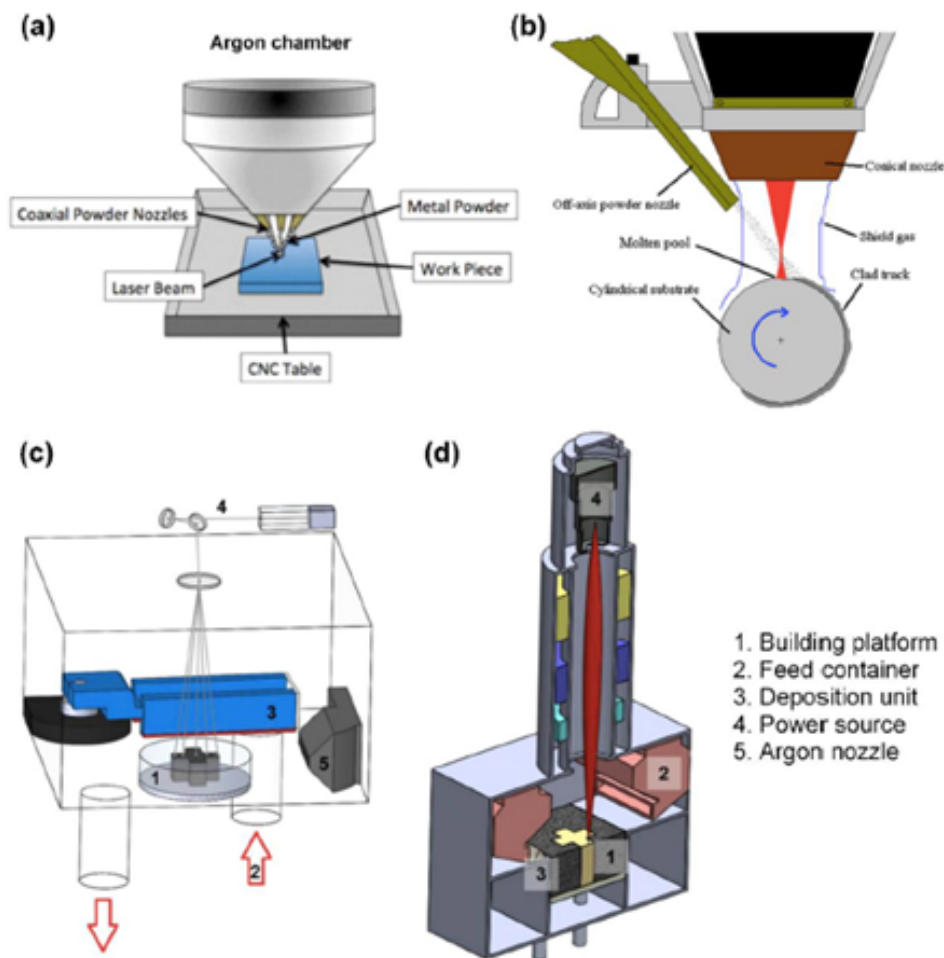 (a)
Argon chamber
Coaxial Powder Nozzles
Metal Powder
Laser Beam
Work Piece
CNC Table
(b)
Conical nozzle
Off-axis powder nozzle
Shield gas
Molten pool
Clad track
Cylindrical substrate
(c)
4
3
5
1
2
(d)
4
2
1
3
1. Building platform
2. Feed container
3. Deposition unit
4. Power source
5. Argon nozzle